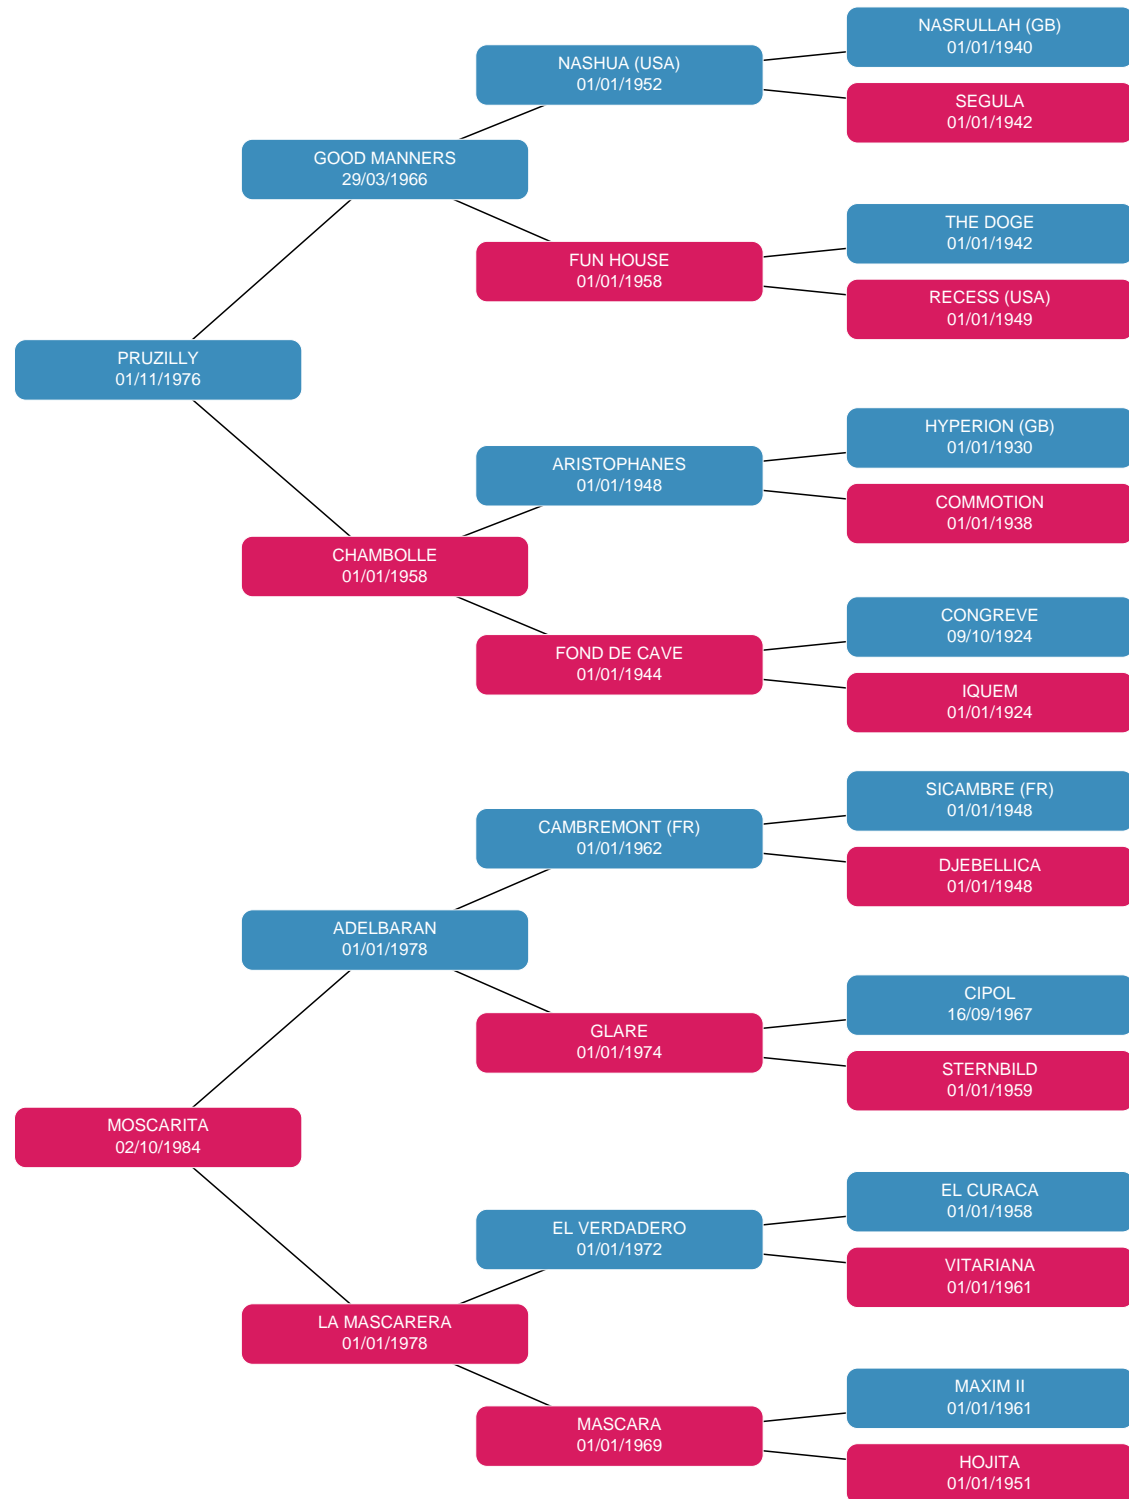 NASRULLAH (GB)
01/01/1940
NASHUA (USA)
01/01/1952
SEGULA
01/01/1942
GOOD MANNERS
29/03/1966
THE DOGE
01/01/1942
FUN HOUSE
01/01/1958
RECESS (USA)
01/01/1949
PRUZILLY
01/11/1976
HYPERION (GB)
01/01/1930
ARISTOPHANES
01/01/1948
COMMOTION
01/01/1938
CHAMBOLLE
01/01/1958
CONGREVE
09/10/1924
FOND DE CAVE
01/01/1944
IQUEM
01/01/1924
SICAMBRE (FR)
01/01/1948
CAMBREMONT (FR)
01/01/1962
DJEBELLICA
01/01/1948
ADELBARAN
01/01/1978
CIPOL
16/09/1967
GLARE
01/01/1974
STERNBILD
01/01/1959
MOSCARITA
02/10/1984
EL CURACA
01/01/1958
EL VERDADERO
01/01/1972
VITARIANA
01/01/1961
LA MASCARERA
01/01/1978
MAXIM II
01/01/1961
MASCARA
01/01/1969
HOJITA
01/01/1951